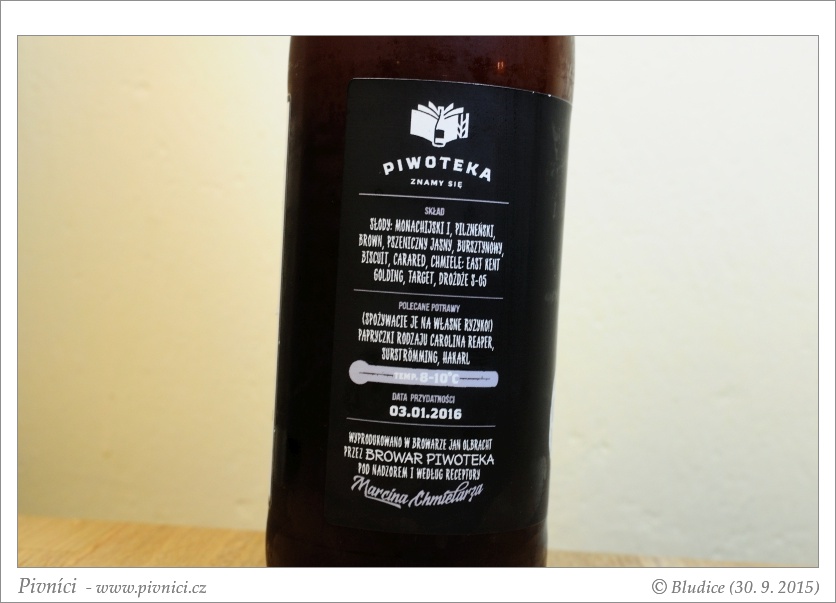 PIWOTEKA
ZNAMY SIĘ
SKŁAD
SŁODY: MONACHIJSKI I, PILZNEŃSKI,
BROWN, PSZENICZNY JASNY, BURSZTYNOWY,
BISCUIT, CARARED, CHMIELE: EAST KENT
GOLDING, TARGET, DROŻDŻE S-05
POLECANE POTRAWY
(SPOŻYWACIE JE NA WŁASNE RYZYKO!)
PAPRYCZKI RODZAJU CAROLINA REAPER,
SURSTRÖMMING, HAKARL
TEMP. 8-10°C
DATA PRZYDATNOŚCI
03.01.2016
WYPRODUKOWANO W BROWARZE JAN OLBRACHT
PRZEZ BROWAR PIWOTEKA
POD NADZOREM I WEDŁUG RECEPTURY
Marcina Chmielarza
Pivníci - www.pivnici.cz
© Bludice (30. 9. 2015)